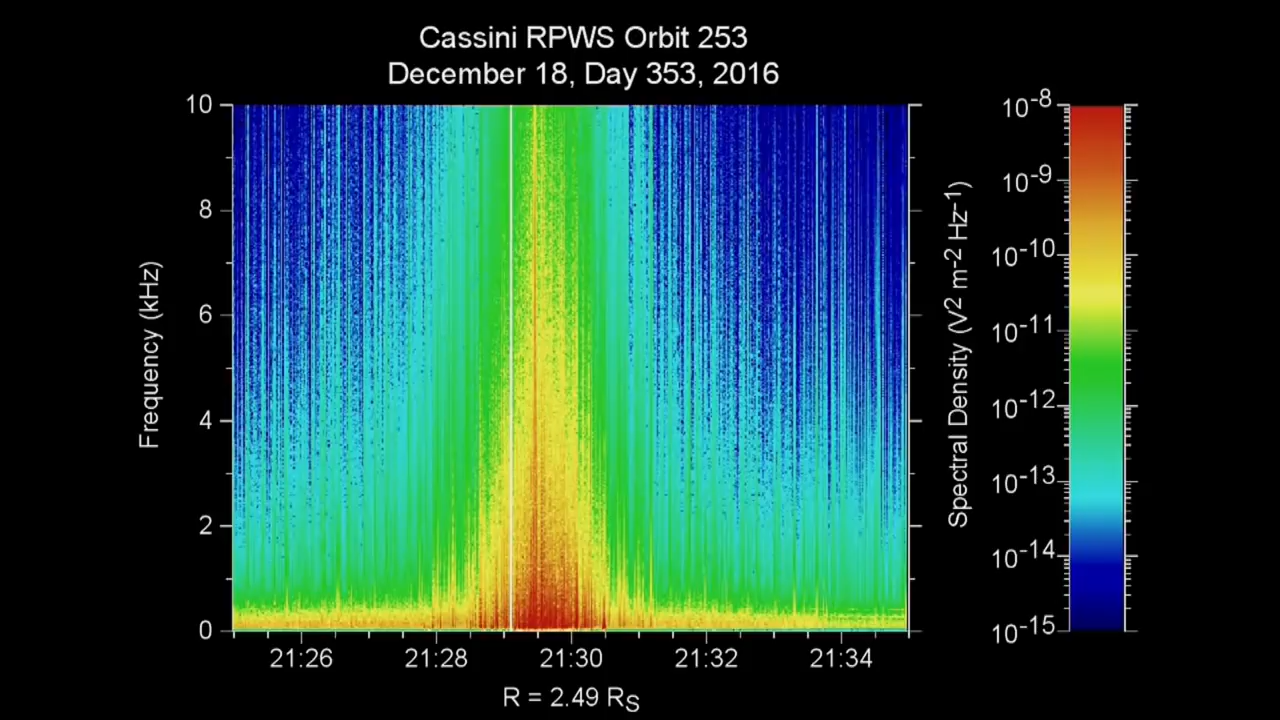 Cassini RPWS Orbit 253
December 18, Day 353, 2016
Frequency (kHz)
10
8
6
4
2
0
21:26 21:28 21:30 21:32 21:34
R = 2.49 R_S
Spectral Density (V² m⁻² Hz⁻¹)
10⁻⁸
10⁻⁹
10⁻¹⁰
10⁻¹¹
10⁻¹²
10⁻¹³
10⁻¹⁴
10⁻¹⁵